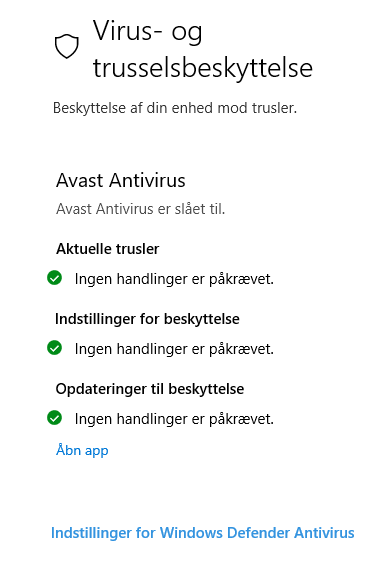 Virus- og
trusselsbeskyttelse
Beskyttelse af din enhed mod trusler.
Avast Antivirus
Avast Antivirus er slået til.
Aktuelle trusler
Ingen handlinger er påkrævet.
Indstillinger for beskyttelse
Ingen handlinger er påkrævet.
Opdateringer til beskyttelse
Ingen handlinger er påkrævet.
Åbn app
Indstillinger for Windows Defender Antivirus